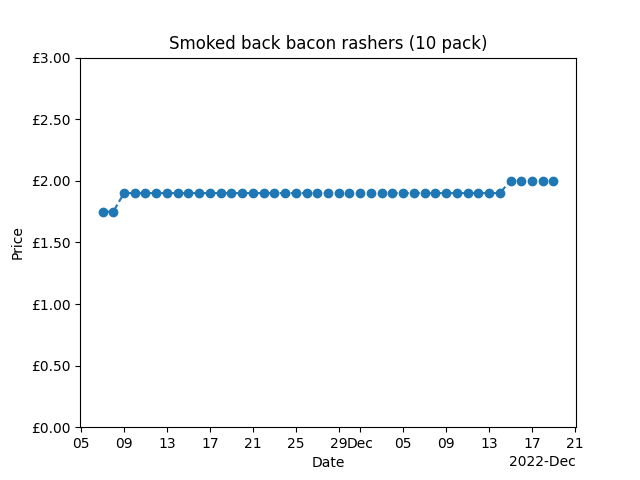 Smoked back bacon rashers (10 pack)
£3.00
£2.50
£2.00
£1.50
£1.00
£0.50
£0.00
Price
05 09 13 17 21 25 29 Dec 05 09 13 17 21
Date
2022-Dec